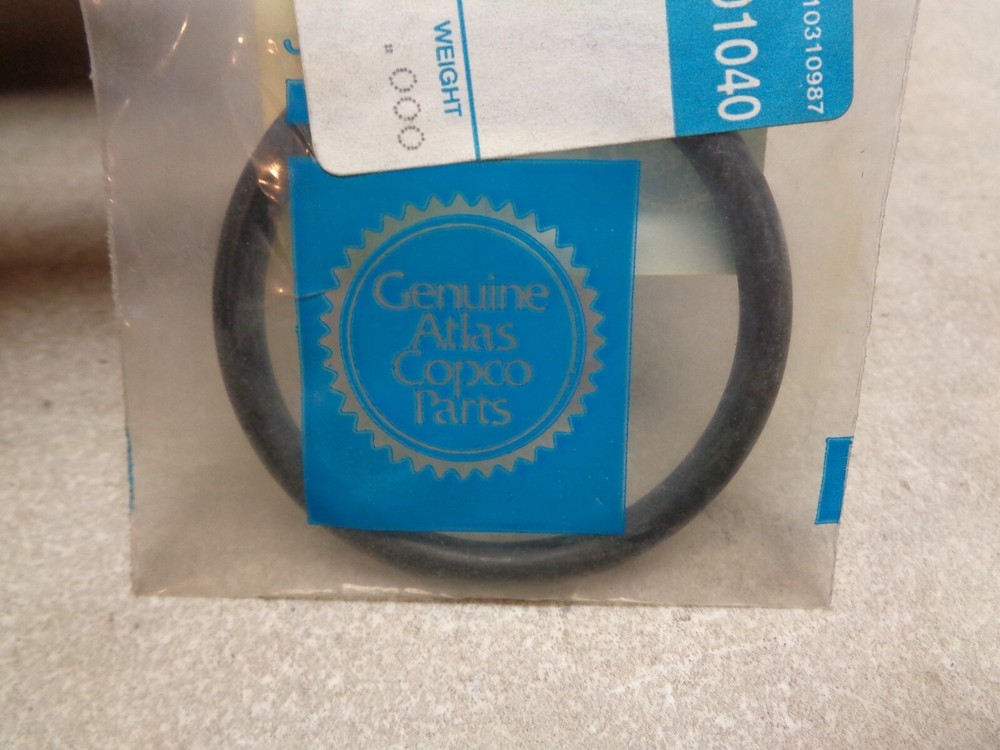 WEIGHT
.000
01040
10310987
Genuine
Atlas
Copco
Parts